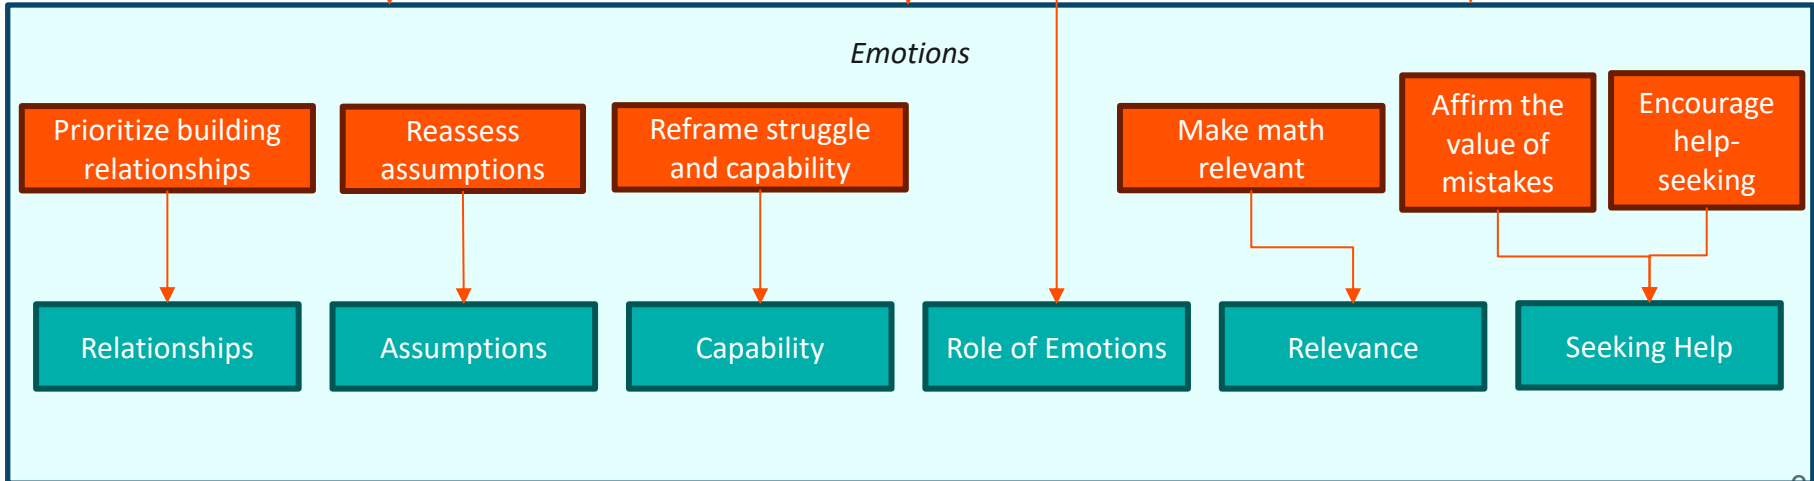 Emotions
Prioritize building
relationships
Reassess
assumptions
Reframe struggle
and capability
Make math
relevant
Affirm the
value of
mistakes
Encourage
help-
seeking
Relationships
Assumptions
Capability
Role of Emotions
Relevance
Seeking Help